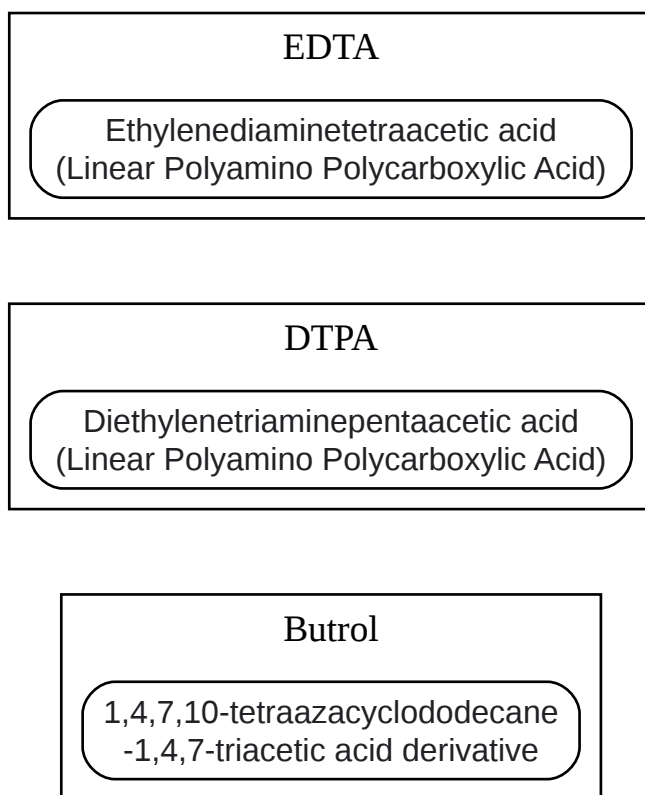 EDTA
Ethylenediaminetetraacetic acid
(Linear Polyamino Polycarboxylic Acid)
DTPA
Diethylenetriaminepentaacetic acid
(Linear Polyamino Polycarboxylic Acid)
Butrol
1,4,7,10-tetraazacyclododecane
-1,4,7-triacetic acid derivative